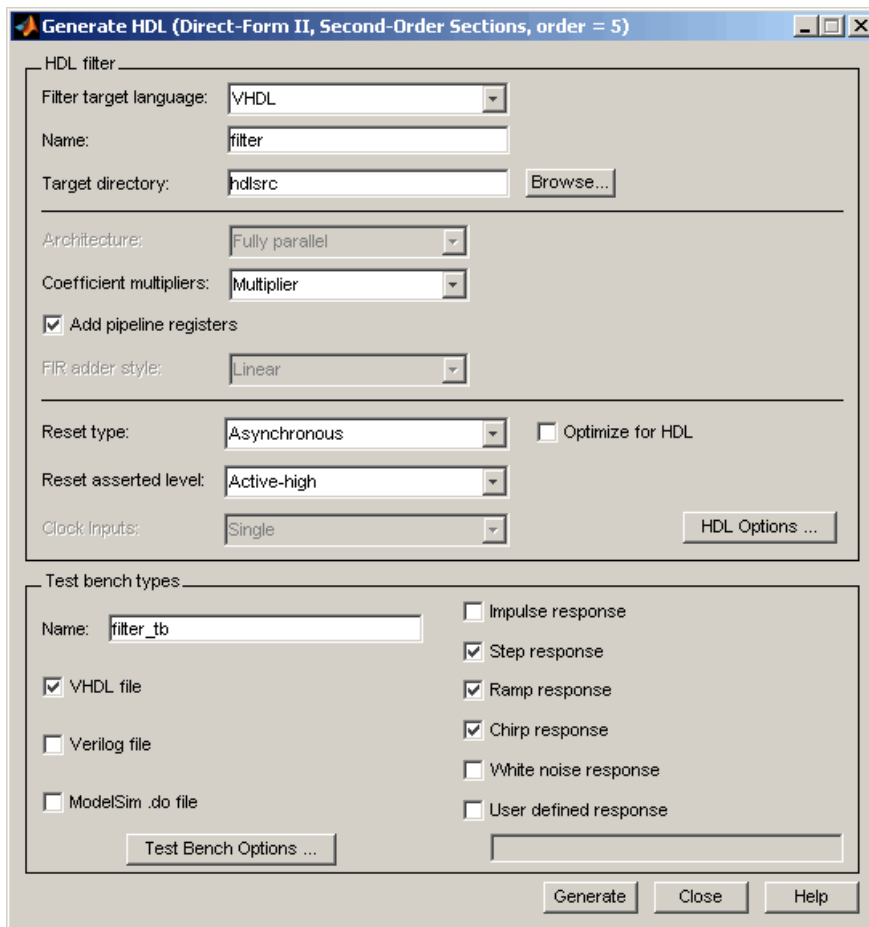 Generate HDL (Direct-Form II, Second-Order Sections, order = 5)
HDL filter
Filter target language: VHDL
Name: filter
Target directory: hdlsrc Browse...
Architecture: Fully parallel
Coefficient multipliers: Multiplier
Add pipeline registers
FIR adder style: Linear
Reset type: Asynchronous Optimize for HDL
Reset asserted level: Active-high
Clock Inputs: Single HDL Options ...
Test bench types
Name: filter_tb
VHDL file
Verilog file
ModelSim .do file
Test Bench Options ...
Impulse response
Step response
Ramp response
Chirp response
White noise response
User defined response
Generate Close Help